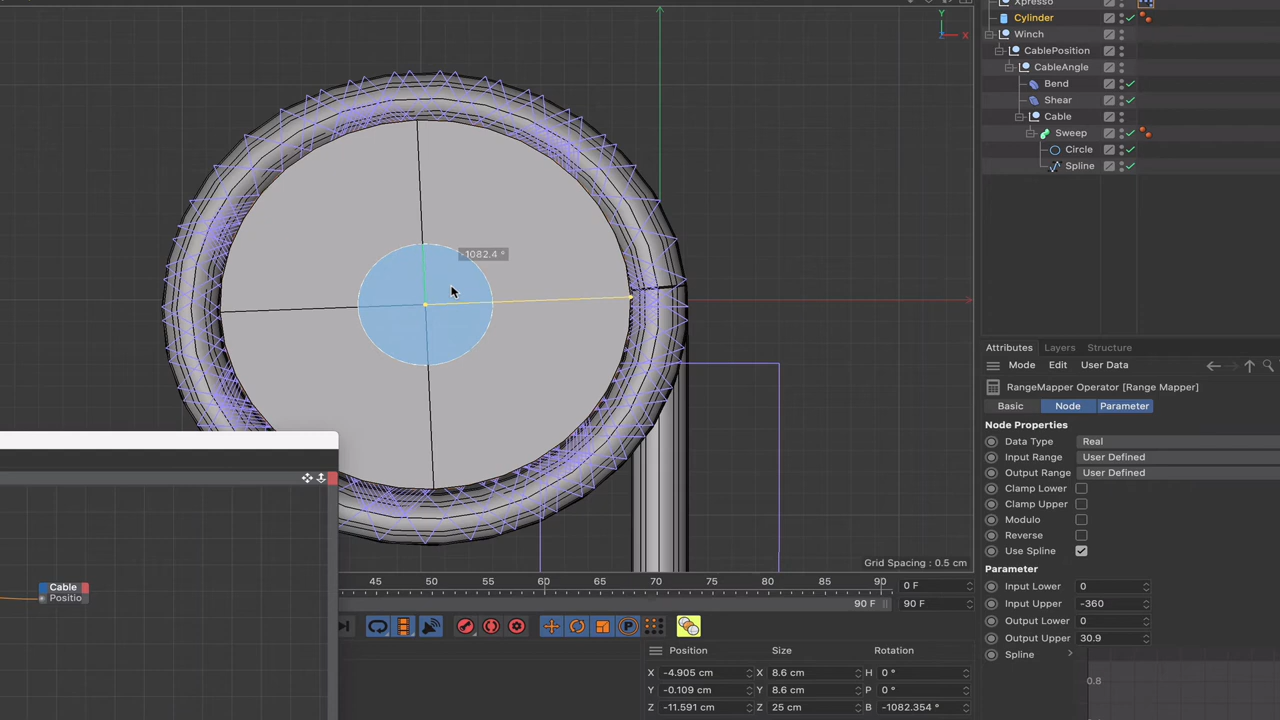 Xpresso
Cylinder
Winch
CablePosition
CableAngle
Bend
Shear
Cable
Sweep
Circle
Spline
Y
X
-1082.4 °
Grid Spacing : 0.5 cm
45 50 55 60 65 70 75 80 85 90
0 F
90 F
90 F
Cable
Positio
Position Size Rotation
X -4.905 cm X 8.6 cm H 0 °
Y -0.109 cm Y 8.6 cm P 0 °
Z -11.591 cm Z 25 cm B -1082.354 °
Attributes Layers Structure
Mode Edit User Data
RangeMapper Operator [Range Mapper]
Basic Node Parameter
Node Properties
Data Type Real
Input Range User Defined
Output Range User Defined
Clamp Lower
Clamp Upper
Modulo
Reverse
Use Spline
Parameter
Input Lower 0
Input Upper -360
Output Lower 0
Output Upper 30.9
Spline
0.8